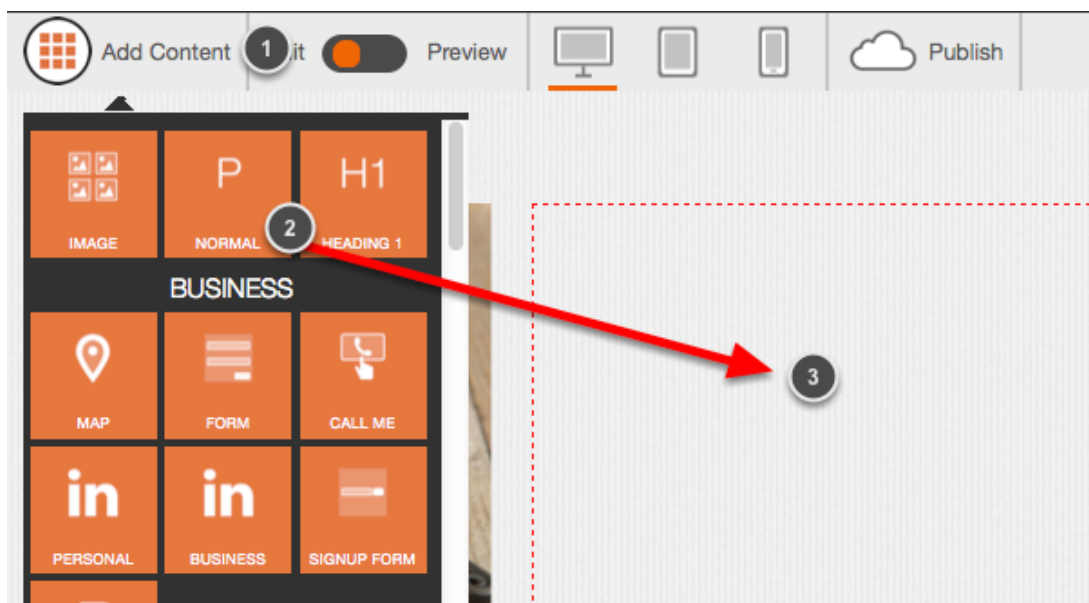 Add Content 1 it Preview Publish
P H1
IMAGE NORMAL 2 HEADING 1
BUSINESS
3
MAP FORM CALL ME
in in
PERSONAL BUSINESS SIGNUP FORM